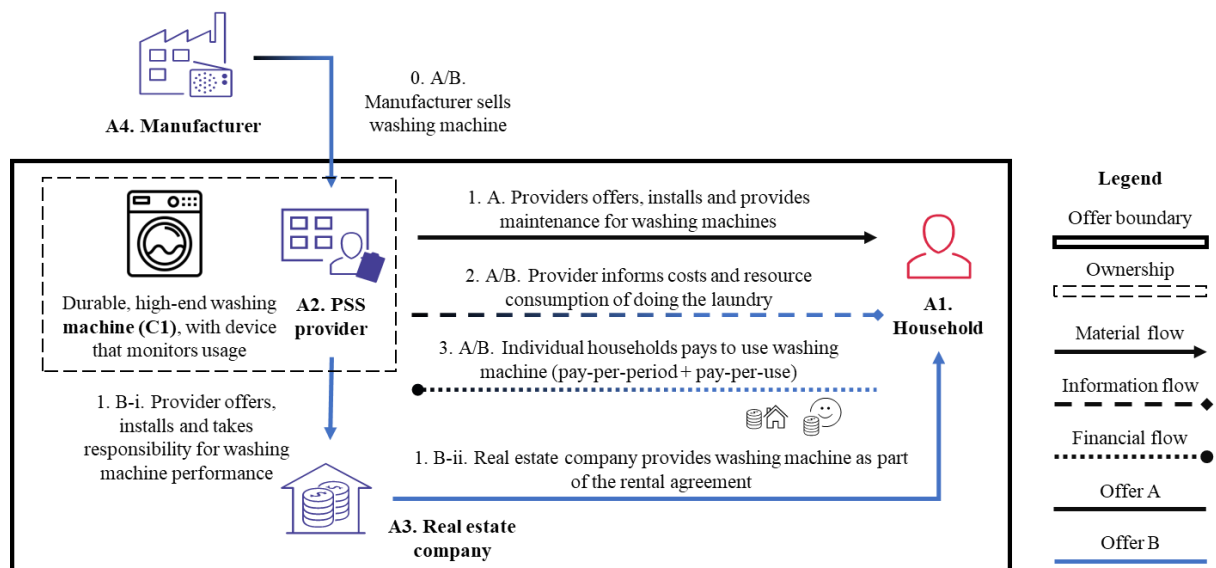 0. A/B.
Manufacturer sells
washing machine
A4. Manufacturer
Durable, high-end washing
machine (C1), with device
that monitors usage
A2. PSS
provider
1. A. Providers offers, installs and provides
maintenance for washing machines
2. A/B. Provider informs costs and resource
consumption of doing the laundry
3. A/B. Individual households pays to use washing
machine (pay-per-period + pay-per-use)
A1.
Household
1. B-i. Provider offers,
installs and takes
responsibility for washing
machine performance
1. B-ii. Real estate company provides washing machine as part
of the rental agreement
A3. Real estate
company
Legend
Offer boundary
Ownership
Material flow
Information flow
Financial flow
Offer A
Offer B